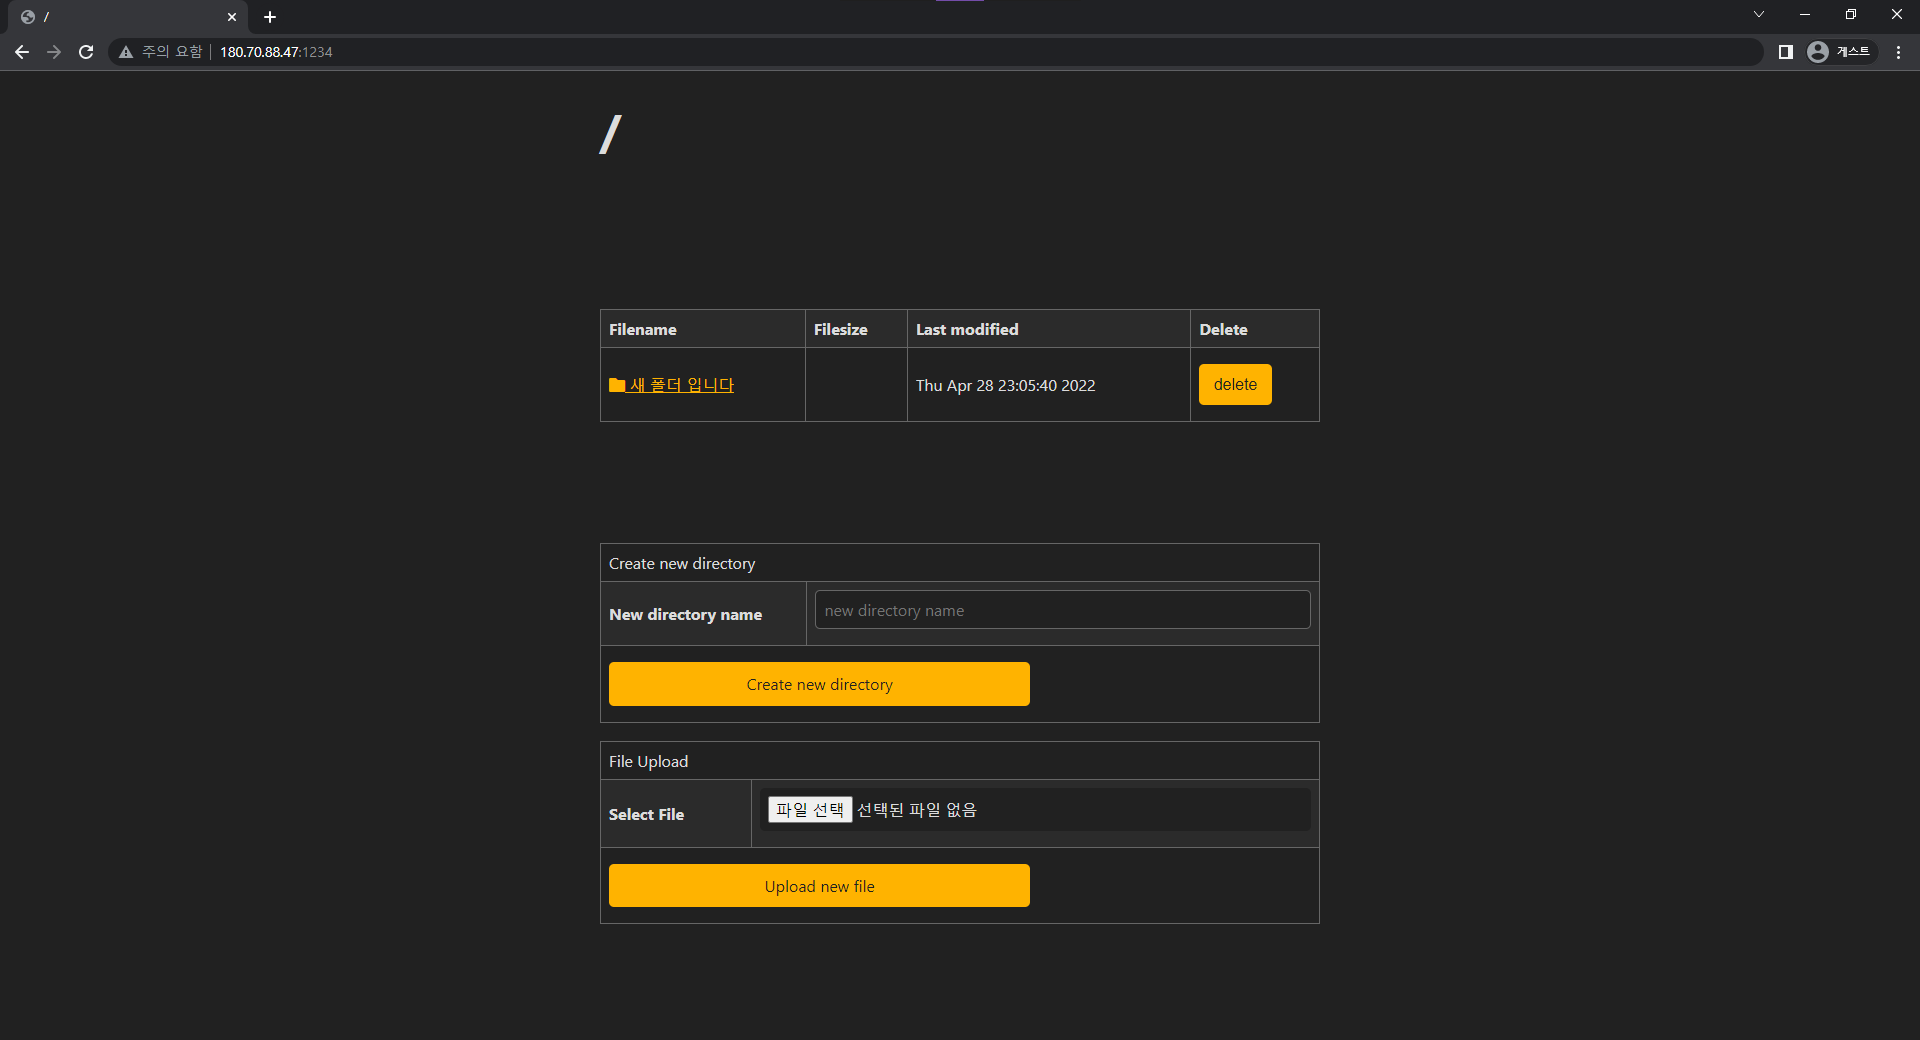 /
주의 요함 180.70.88.47:1234 게스트
/
Filename Filesize Last modified Delete
새 폴더 입니다 Thu Apr 28 23:05:40 2022 delete
Create new directory
New directory name new directory name
Create new directory
File Upload
Select File 파일 선택 선택된 파일 없음
Upload new file